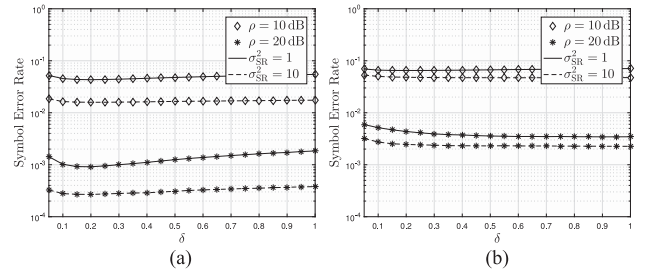 10^0
10^-1
10^-2
10^-3
10^-4
Symbol Error Rate
0.1 0.2 0.3 0.4 0.5 0.6 0.7 0.8 0.9 1
δ
ρ = 10 dB
ρ = 20 dB
σ²_SR = 1
σ²_SR = 10
(a)
10^0
10^-1
10^-2
10^-3
10^-4
Symbol Error Rate
0.1 0.2 0.3 0.4 0.5 0.6 0.7 0.8 0.9 1
δ
ρ = 10 dB
ρ = 20 dB
σ²_SR = 1
σ²_SR = 10
(b)